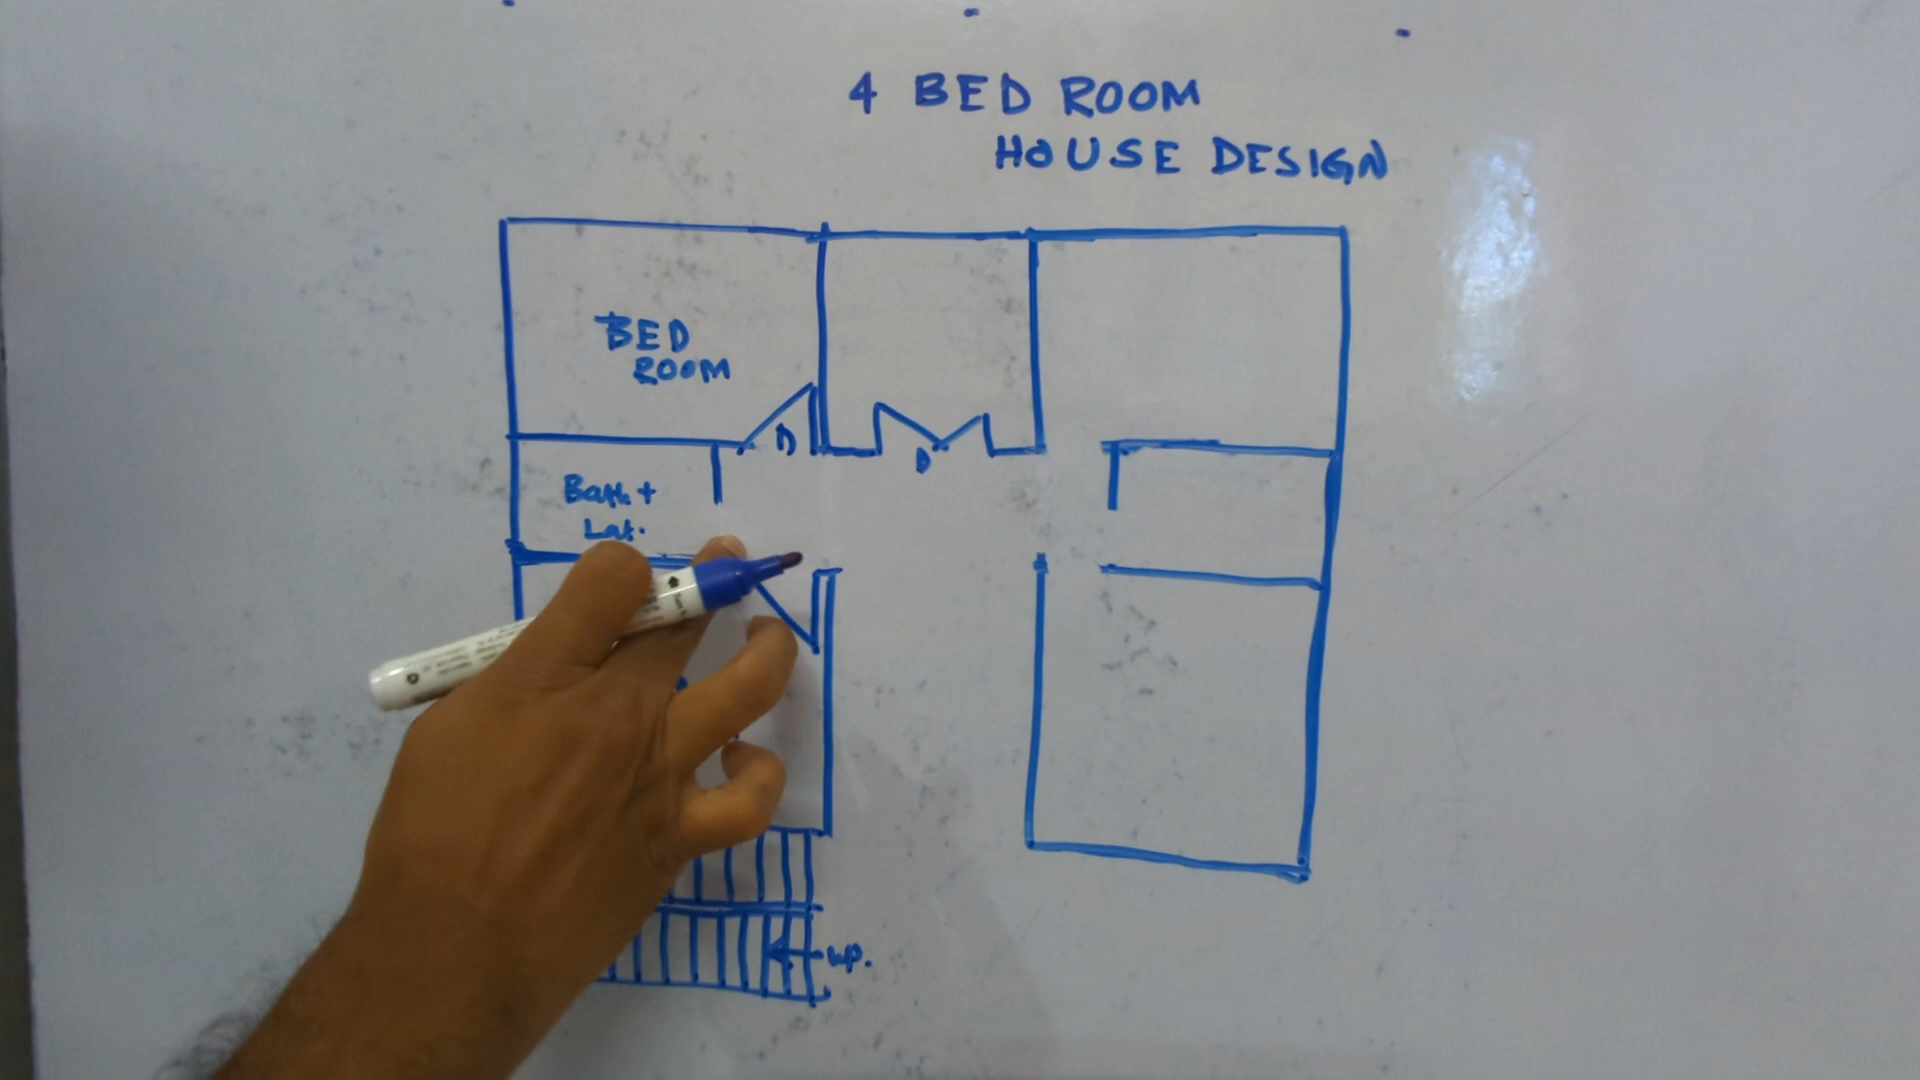 4 BED ROOM
HOUSE DESIGN
BED
ROOM
D
D
Bath +
Lat.
up.